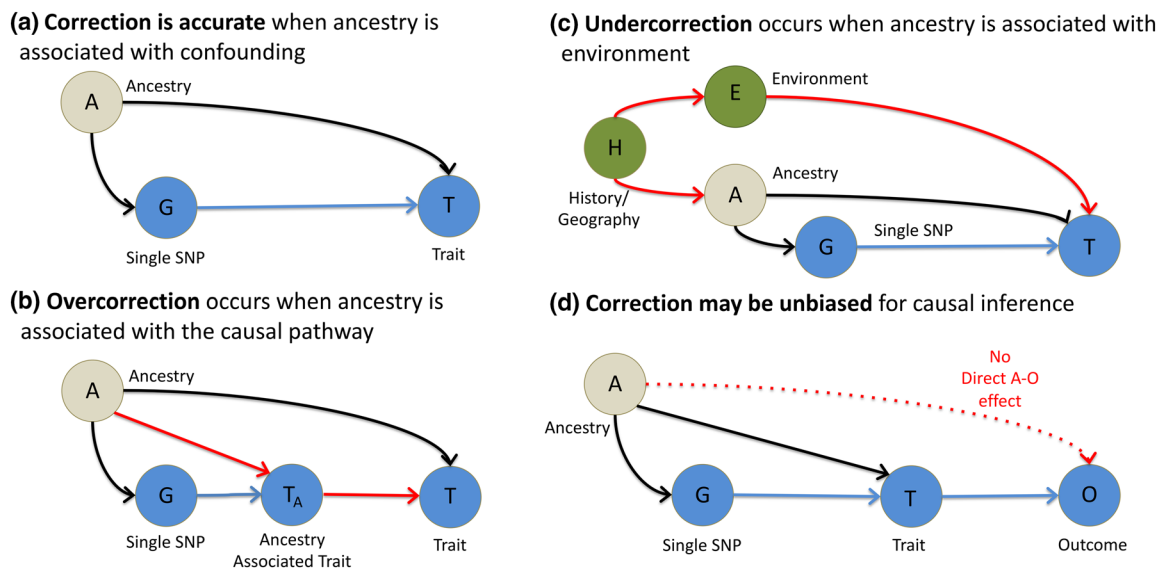 (a) Correction is accurate when ancestry is
associated with confounding
Ancestry
A
G
T
Single SNP
Trait
(b) Overcorrection occurs when ancestry is
associated with the causal pathway
A
Ancestry
G
TA
T
Single SNP
Ancestry
Associated Trait
Trait
(c) Undercorrection occurs when ancestry is associated with
environment
E
Environment
H
History/
Geography
A
Ancestry
G
Single SNP
T
(d) Correction may be unbiased for causal inference
No
Direct A-O
effect
A
Ancestry
G
T
O
Single SNP
Trait
Outcome